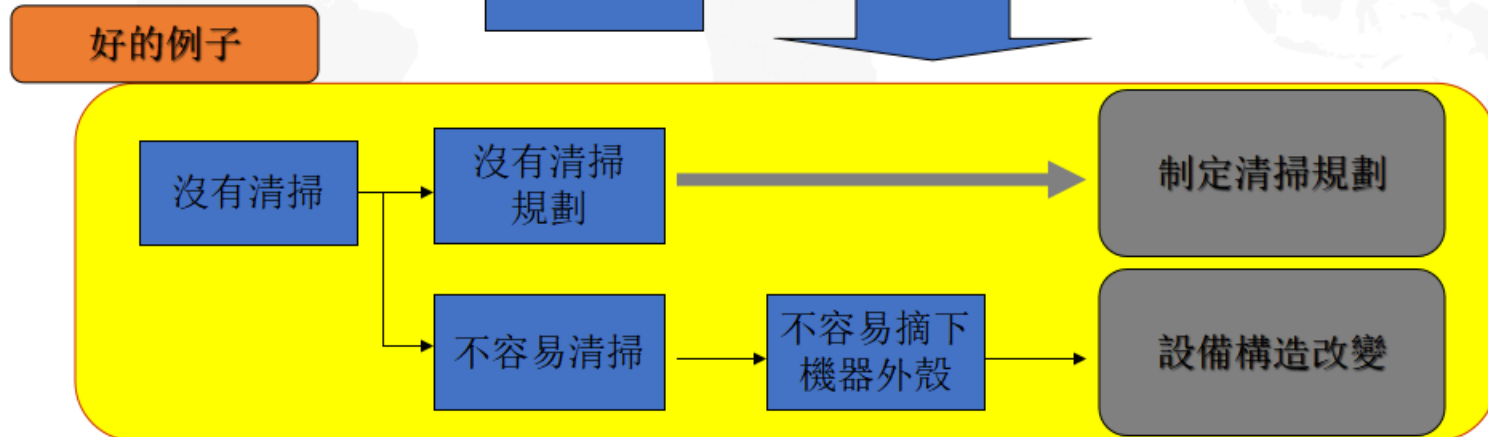 好的例子
沒有清掃
沒有清掃
規劃
制定清掃規劃
不容易清掃
不容易摘下
機器外殼
設備構造改變